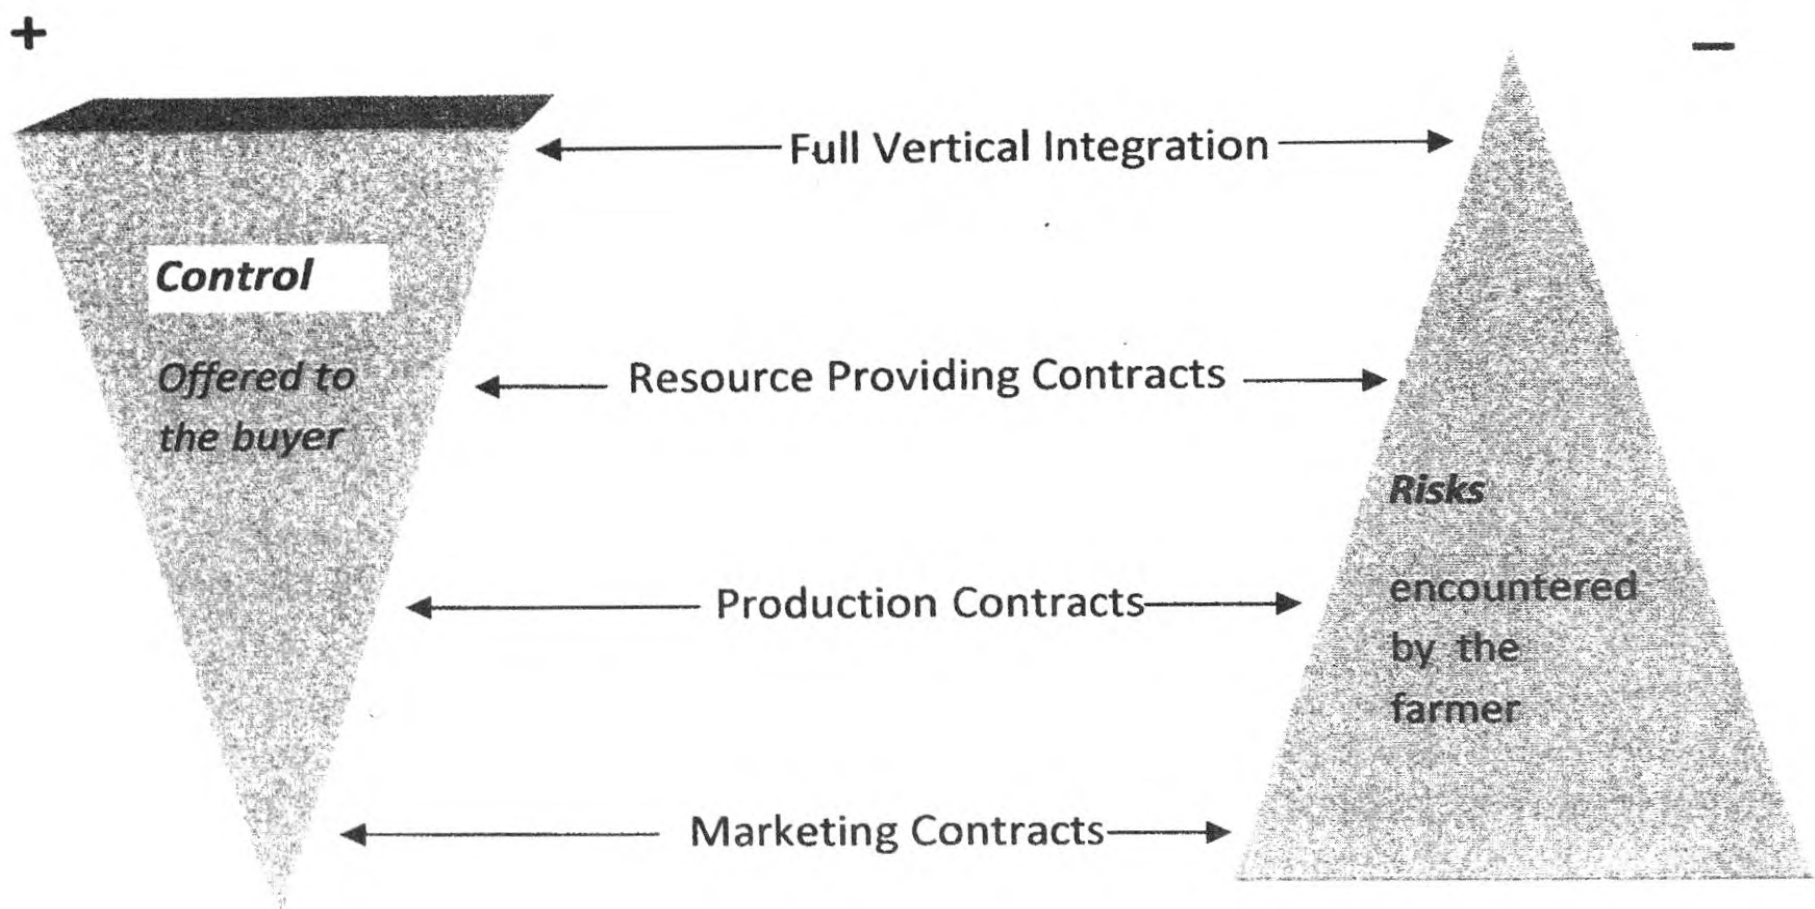 +
−
Full Vertical Integration
Control
Offered to
the buyer
Resource Providing Contracts
Risks
encountered
by the
farmer
Production Contracts
Marketing Contracts